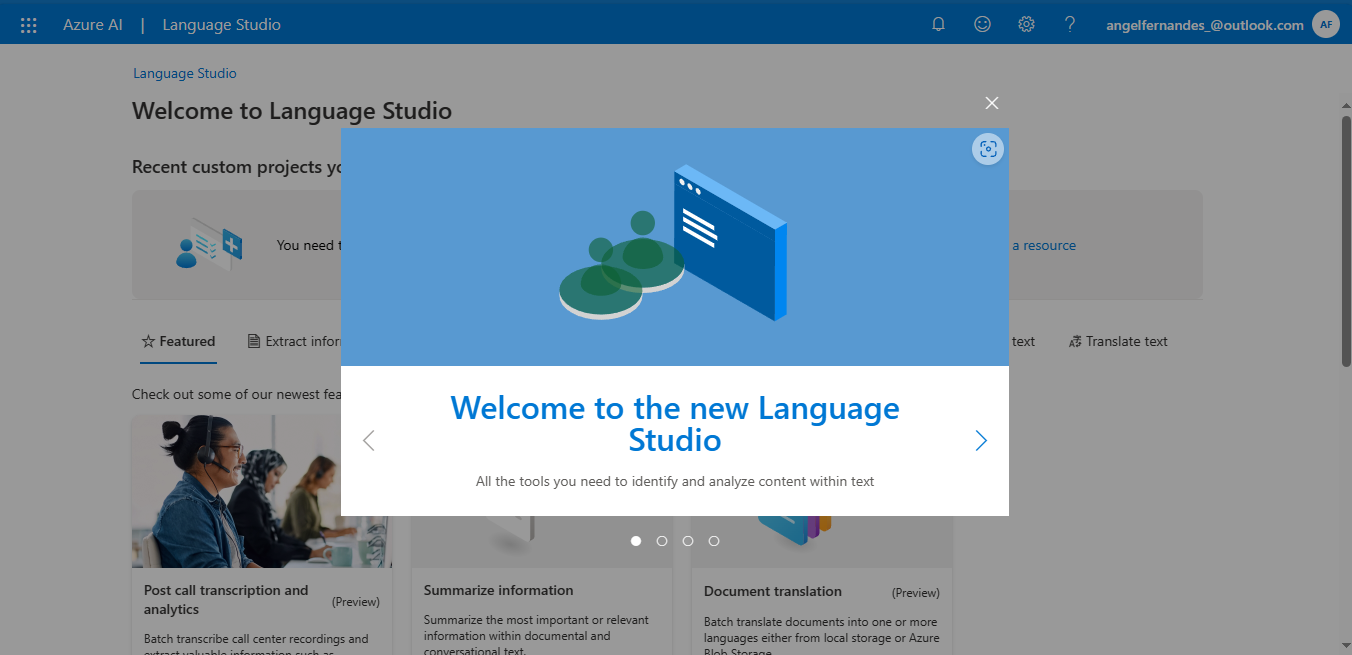 Azure AI | Language Studio ? angelfernandes_@outlook.com AF
Language Studio
Welcome to Language Studio
Recent custom projects
You need
a resource
Featured Extract text Translate text
Check out some of our newest
Welcome to the new Language
Studio
All the tools you need to identify and analyze content within text
Post call transcription and
analytics
(Preview)
Batch transcribe call center recordings and
extract valuable information such as
Summarize information
Summarize the most important or relevant
information within documental and
conversational text.
Document translation (Preview)
Batch translate documents into one or more
languages either from local storage or Azure
Blob Storage.